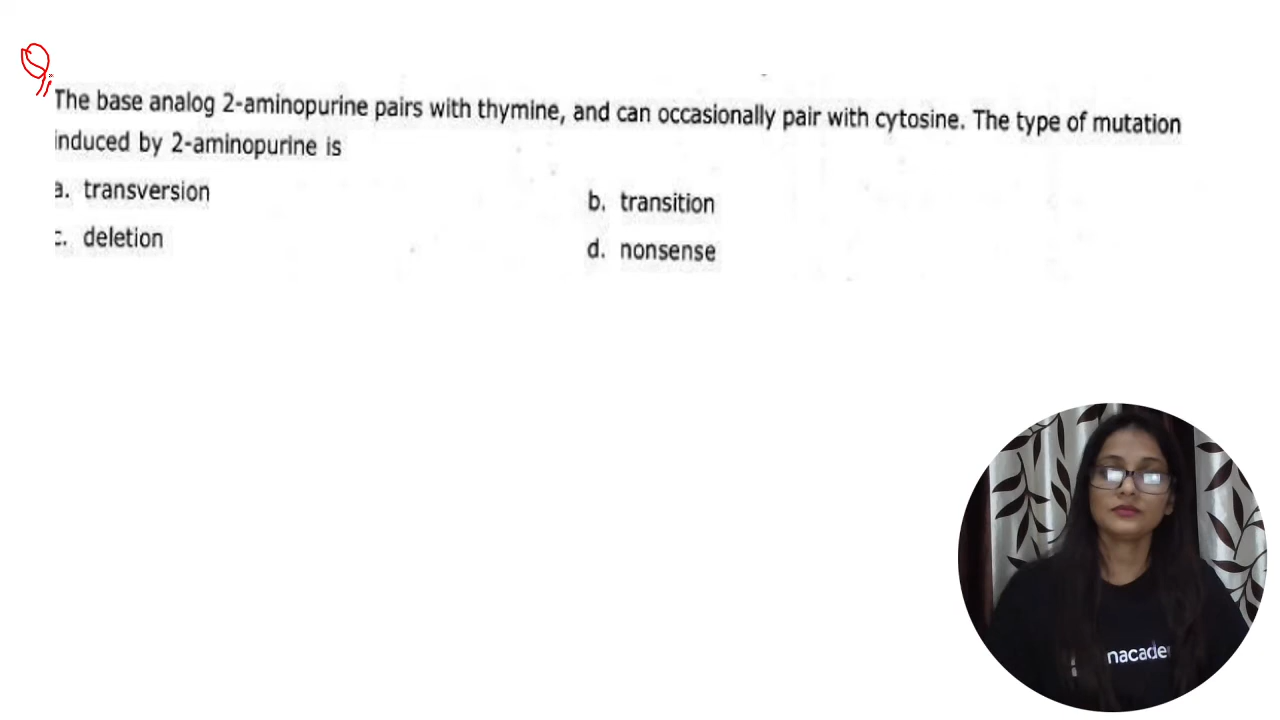 The base analog 2-aminopurine pairs with thymine, and can occasionally pair with cytosine. The type of mutation
induced by 2-aminopurine is
a. transversion
b. transition
c. deletion
d. nonsense
nacade